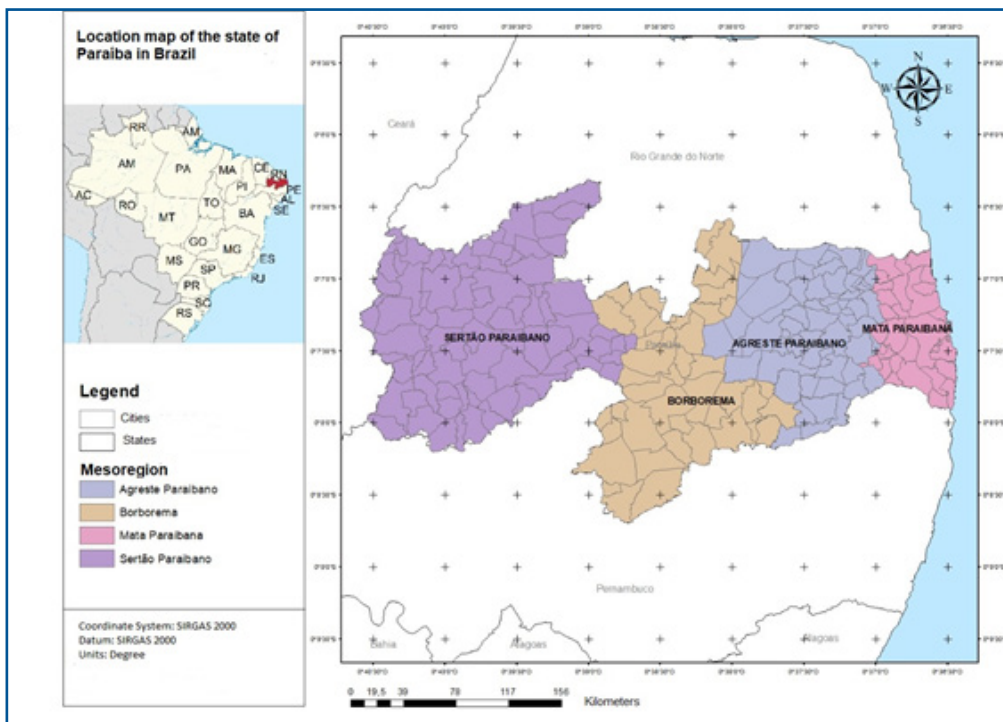 Location map of the state of
Paraíba in Brazil
RR
AM
AM
PA
MA
CE
RN
PI
PE
AL
SE
AC
RO
TO
BA
MT
GO
MG
MS
ES
SP
RJ
PR
SC
RS
Legend
Cities
States
Mesoregion
Agreste Paraibano
Borborema
Mata Paraibana
Sertão Paraibano
Coordinate System: SIRGAS 2000
Datum: SIRGAS 2000
Units: Degree
N
W
E
S
Ceará
Rio Grande do Norte
SERTÃO PARAIBANO
AGRESTE PARAIBANO
MATA PARAIBANA
BORBOREMA
Pernambuco
Bahia
Alagoas
Alagoas
0 19,5 39 78 117 156
Kilometers